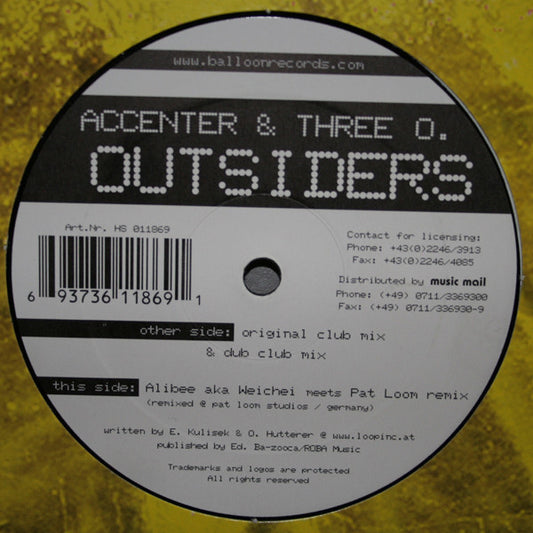 www.balloonrecords.com
ACCENTER & THREE O.
OUTSIDERS
Art.Nr. HS 011869
6 93736 11869 1
Contact for licensing:
Phone: +43(0)2246/3913
Fax: +43(0)2246/4085
Distributed by music mail
Phone: (+49) 0711/3369300
Fax: (+49) 0711/336930-9
other side: original club mix
& dub club mix
this side: Alibee aka Weichei meets Pat Loom remix
(remixed @ pat loom studios / germany)
written by E. Kulisek & O. Hutterer @ www.loopinc.at
published by Ed. Ba-zooca/ROBA Music
Trademarks and logos are protected
All rights reserved